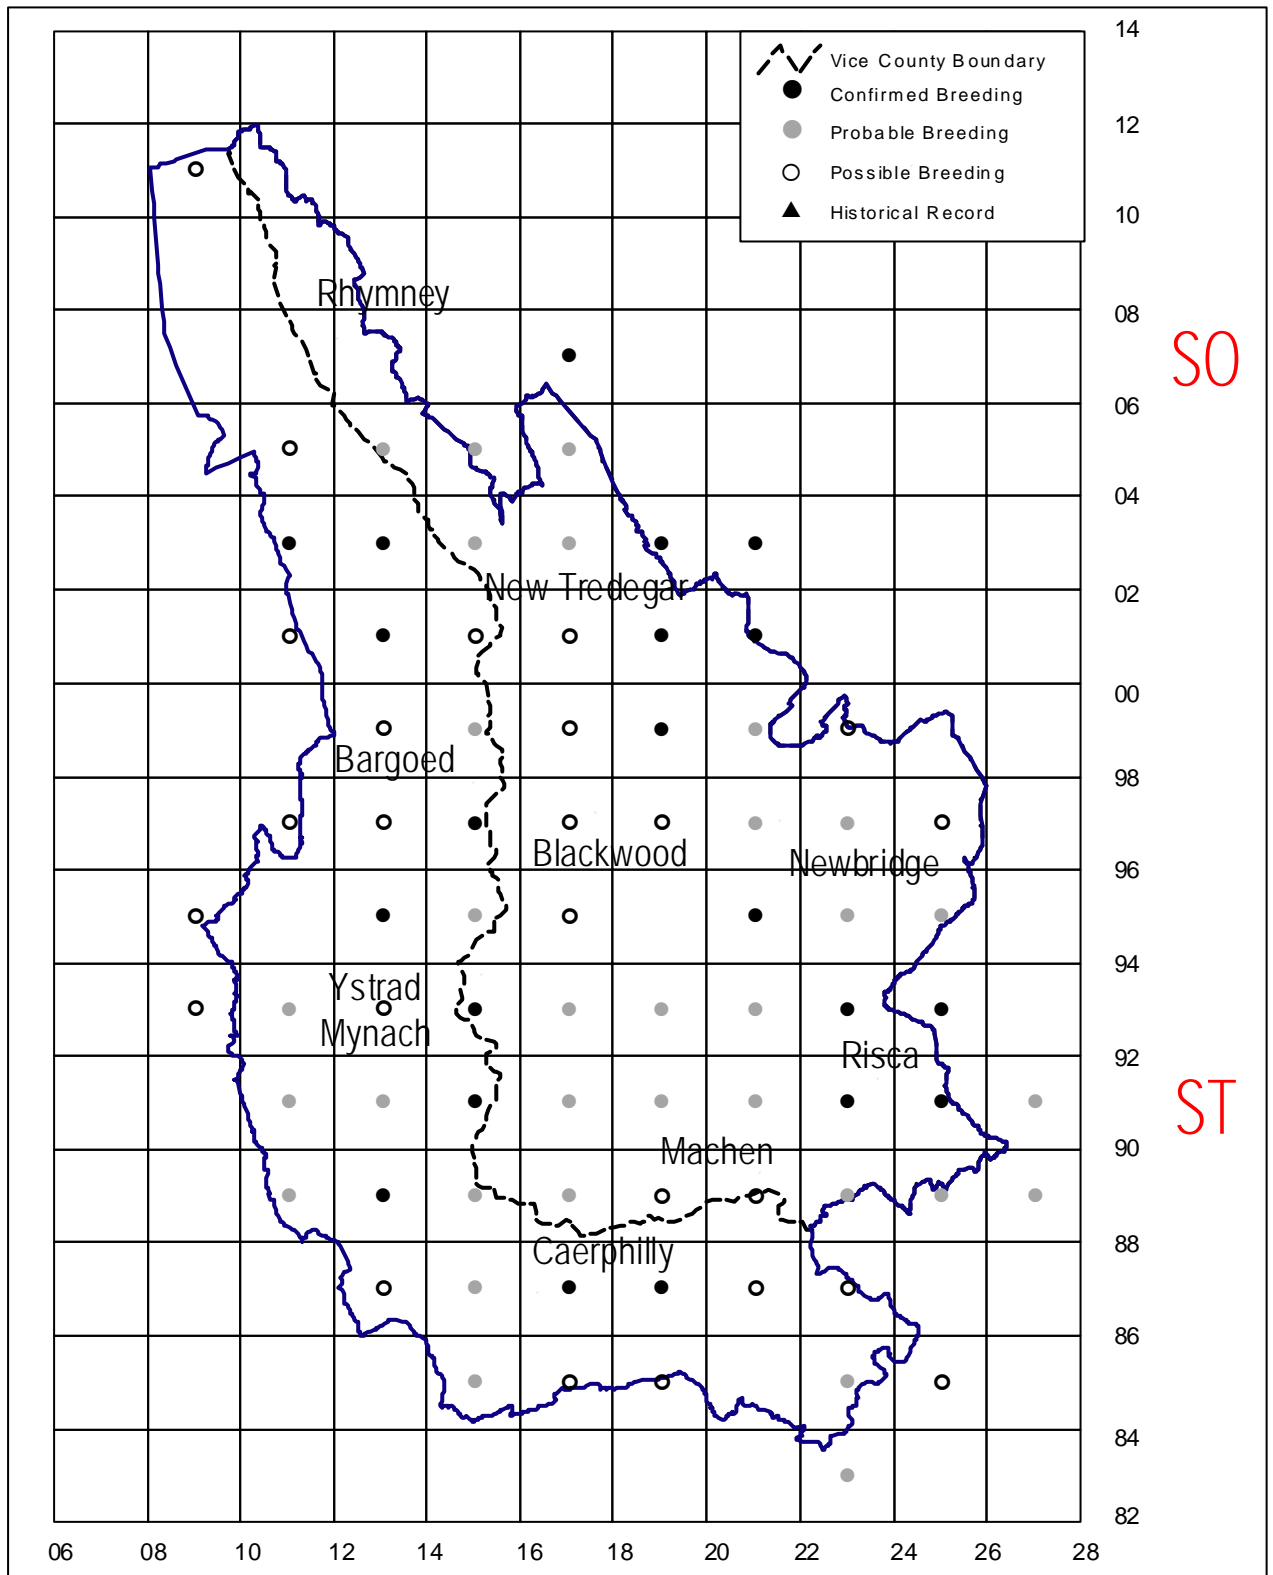 14
Vice County Boundary
Confirmed Breeding
12
Probable Breeding
Possible Breeding
10
Historical Record
Rhymney
08
SO
06
04
New Tredegar
02
00
Bargoed
98
Blackwood
Newbridge
96
94
Ystrad
Mynach
92
Risca
ST
Machen
90
88
Caerphilly
86
84
82
06 08 10 12 14 16 20 22 24 26 28